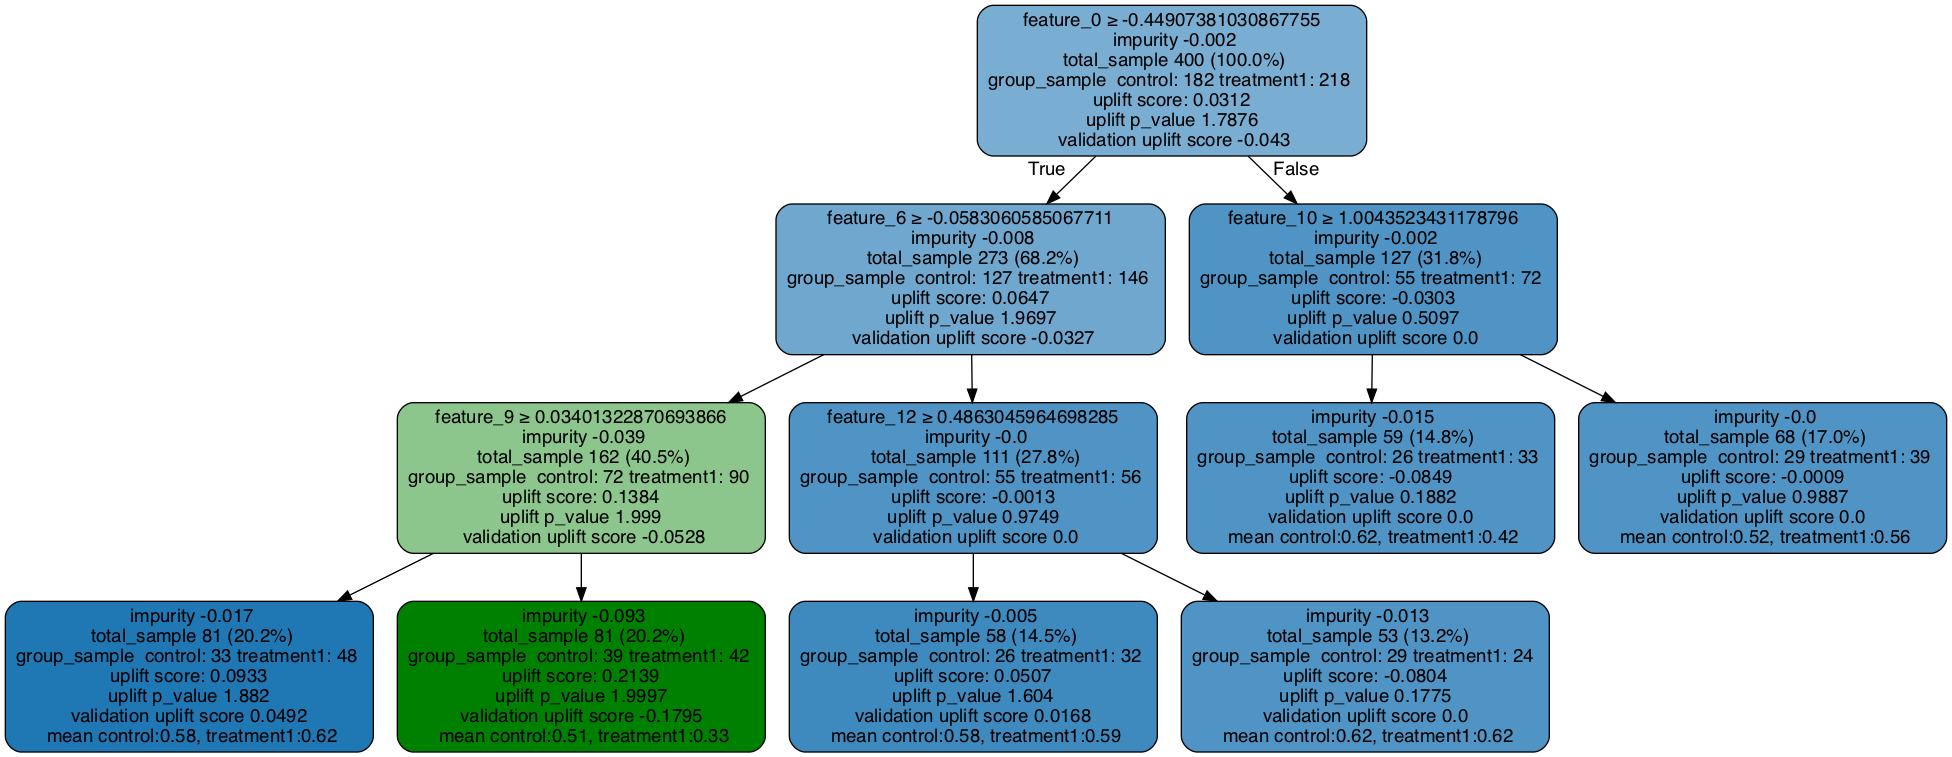 feature_0 ≥ -0.44907381030867755
impurity -0.002
total_sample 400 (100.0%)
group_sample  control: 182 treatment1: 218
uplift score: 0.0312
uplift p_value 1.7876
validation uplift score -0.043
True
False
feature_6 ≥ -0.0583060585067711
impurity -0.008
total_sample 273 (68.2%)
group_sample  control: 127 treatment1: 146
uplift score: 0.0647
uplift p_value 1.9697
validation uplift score -0.0327
feature_10 ≥ 1.0043523431178796
impurity -0.002
total_sample 127 (31.8%)
group_sample  control: 55 treatment1: 72
uplift score: -0.0303
uplift p_value 0.5097
validation uplift score 0.0
feature_9 ≥ 0.034013228706938​66
impurity -0.039
total_sample 162 (40.5%)
group_sample  control: 72 treatment1: 90
uplift score: 0.1384
uplift p_value 1.999
validation uplift score -0.0528
feature_12 ≥ 0.4863045964698285
impurity -0.0
total_sample 111 (27.8%)
group_sample  control: 55 treatment1: 56
uplift score: -0.0013
uplift p_value 0.9749
validation uplift score 0.0
impurity -0.015
total_sample 59 (14.8%)
group_sample  control: 26 treatment1: 33
uplift score: -0.0849
uplift p_value 0.1882
validation uplift score 0.0
mean control:0.62, treatment1:0.42
impurity -0.0
total_sample 68 (17.0%)
group_sample  control: 29 treatment1: 39
uplift score: -0.0009
uplift p_value 0.9887
validation uplift score 0.0
mean control:0.52, treatment1:0.56
impurity -0.017
total_sample 81 (20.2%)
group_sample  control: 33 treatment1: 48
uplift score: 0.0933
uplift p_value 1.882
validation uplift score 0.0492
mean control:0.58, treatment1:0.62
impurity -0.093
total_sample 81 (20.2%)
group_sample  control: 39 treatment1: 42
uplift score: 0.2139
uplift p_value 1.9997
validation uplift score -0.1795
mean control:0.51, treatment1:0.33
impurity -0.005
total_sample 58 (14.5%)
group_sample  control: 26 treatment1: 32
uplift score: 0.0507
uplift p_value 1.604
validation uplift score 0.0168
mean control:0.58, treatment1:0.59
impurity -0.013
total_sample 53 (13.2%)
group_sample  control: 29 treatment1: 24
uplift score: -0.0804
uplift p_value 0.1775
validation uplift score 0.0
mean control:0.62, treatment1:0.62